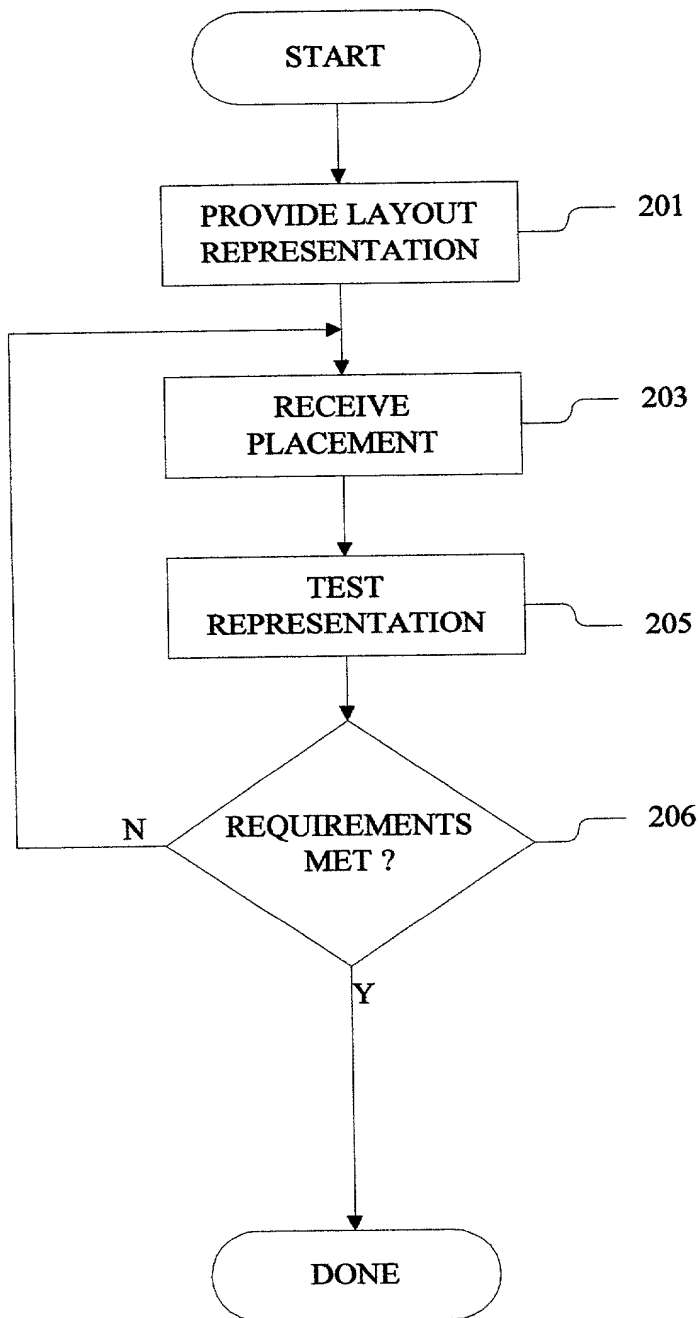 START
PROVIDE LAYOUT
REPRESENTATION
201
RECEIVE
PLACEMENT
203
TEST
REPRESENTATION
205
N
REQUIREMENTS
MET ?
206
Y
DONE